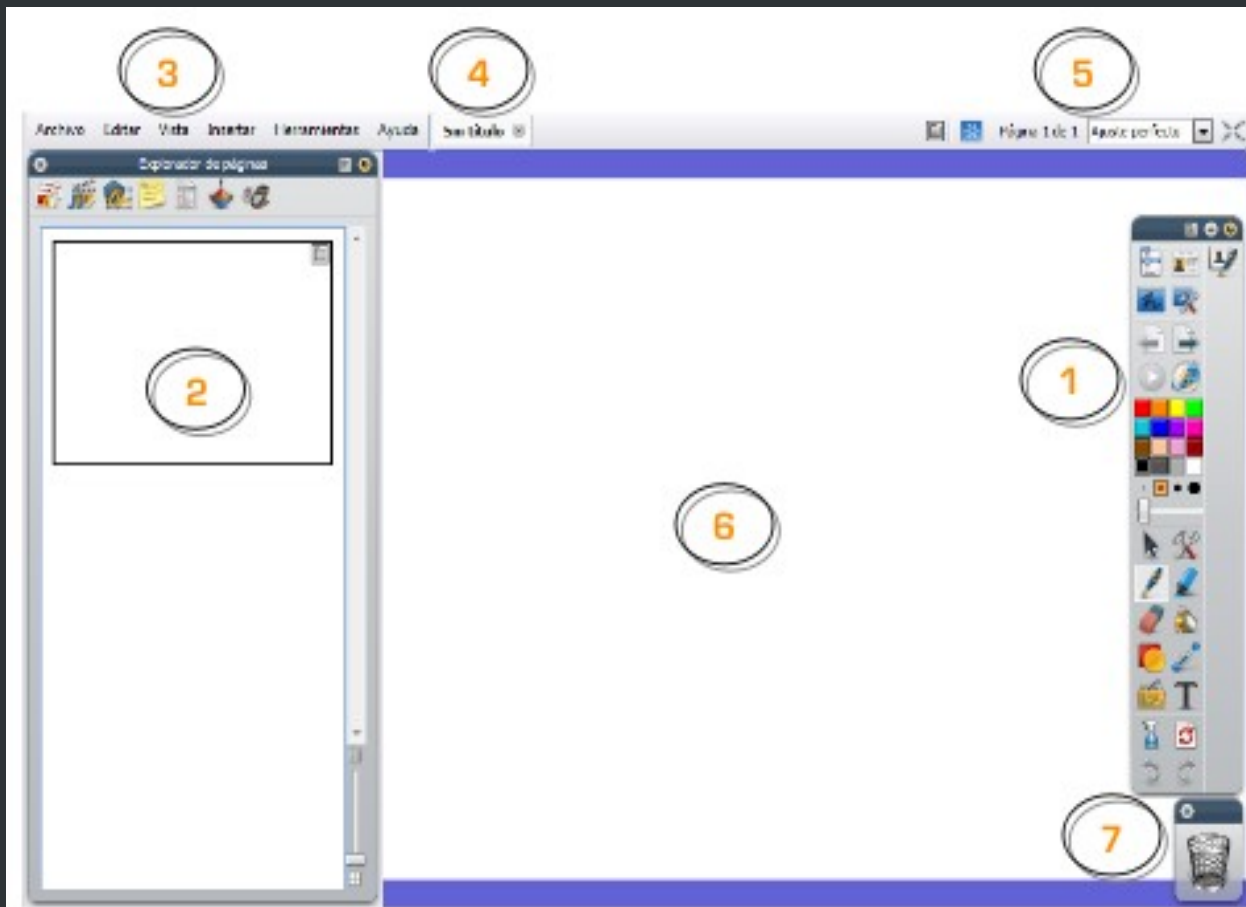 3 4 5
Archivo Editar Vista Insertar Herramientas Ayuda Sin título Página 1 de 1 Ajuste perfecto
Explorador de páginas
2
1
6
T
7